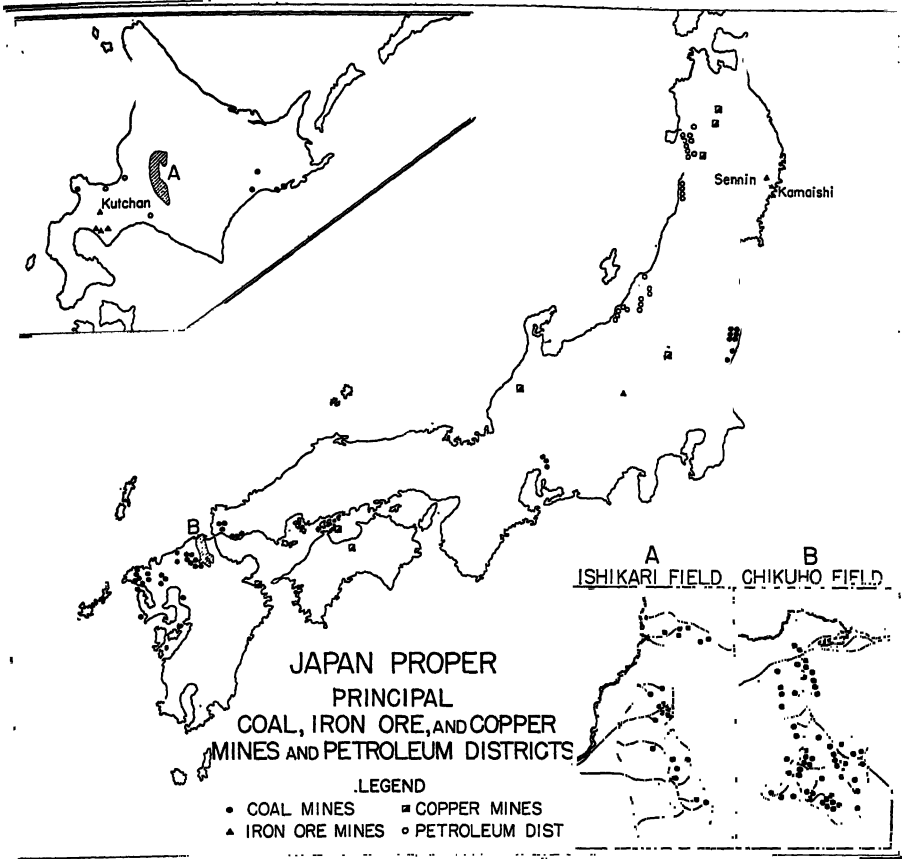 A
Kutchan
Sennin
Kamaishi
B
A
ISHIKARI FIELD
B
CHIKUHO FIELD
JAPAN PROPER
PRINCIPAL
COAL, IRON ORE, AND COPPER
MINES AND PETROLEUM DISTRICTS
.LEGEND
COAL MINES
COPPER MINES
IRON ORE MINES
PETROLEUM DIST